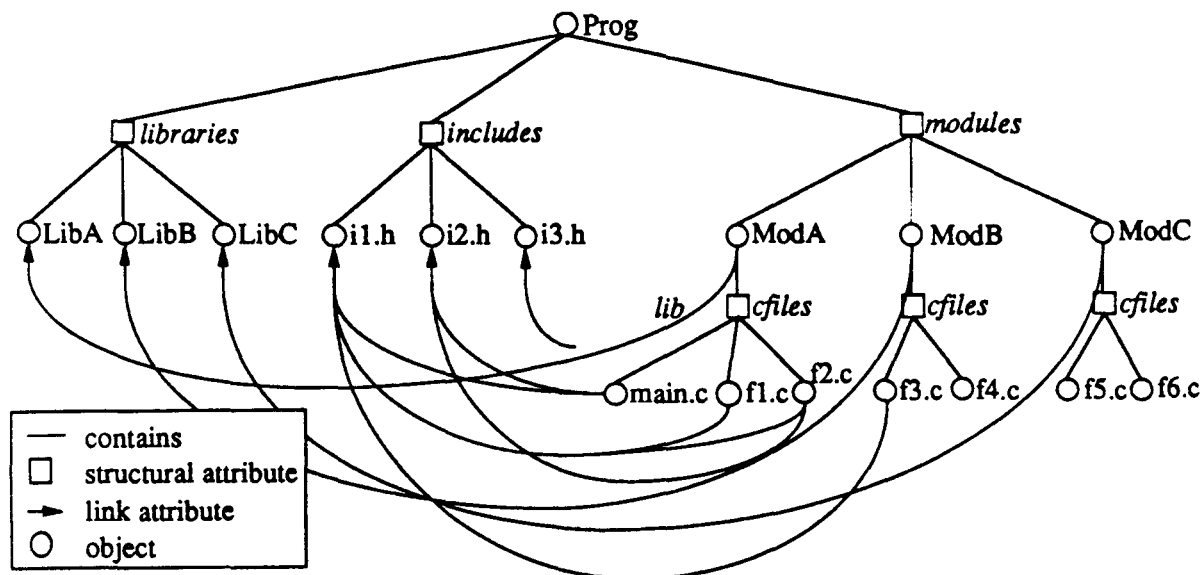 Prog
libraries
includes
modules
LibA
LibB
LibC
i1.h
i2.h
i3.h
ModA
ModB
ModC
lib
cfiles
cfiles
cfiles
main.c
f1.c
f2.c
f3.c
f4.c
f5.c
f6.c
contains
structural attribute
link attribute
object